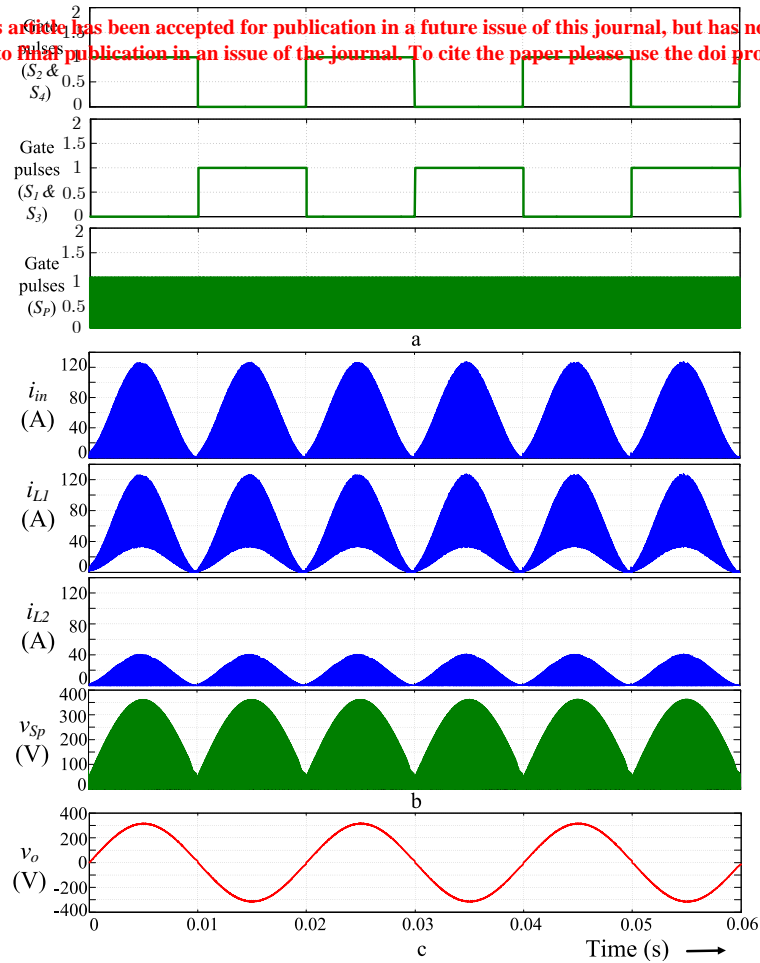 2
s article has been accepted for publication in a future issue of this journal, but has no
Gate
1.5
pulses
to final publication in an issue of the journal. To cite the paper please use the doi pro
1
(S2 &
0.5
S4)
0
2
Gate
1.5
pulses
1
(S1 &
0.5
S3)
0
2
Gate
1.5
pulses
1
(SP)
0.5
0
a
120
iin
80
(A)
40
0
120
iL1
80
(A)
40
0
120
iL2
80
(A)
40
0
400
300
vSp
200
(V)
100
0
b
400
200
vo
0
(V)
-200
-400
0 0.01 0.02 0.03 0.04 0.05 0.06
c
Time (s)